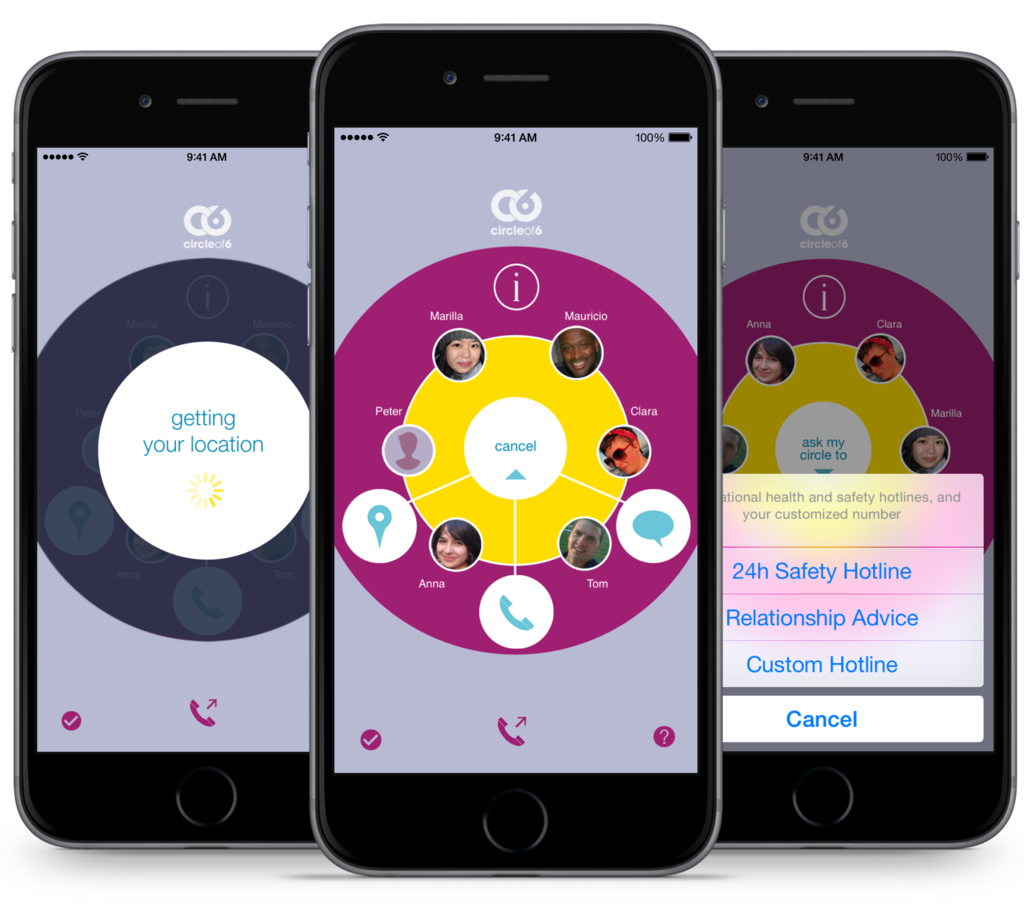 9:41 AM
circleof6
i
Marilla
Mauricio
Peter
getting
your location
Anna
Tom
9:41 AM
100%
circleof6
i
Marilla
Mauricio
Peter
Clara
cancel
Anna
Tom
?
9:41 AM
100%
circleof6
i
Anna
Clara
Marilla
ask my
circle to
health and safety hotlines, and
your customized number
24h Safety Hotline
Relationship Advice
Custom Hotline
Cancel